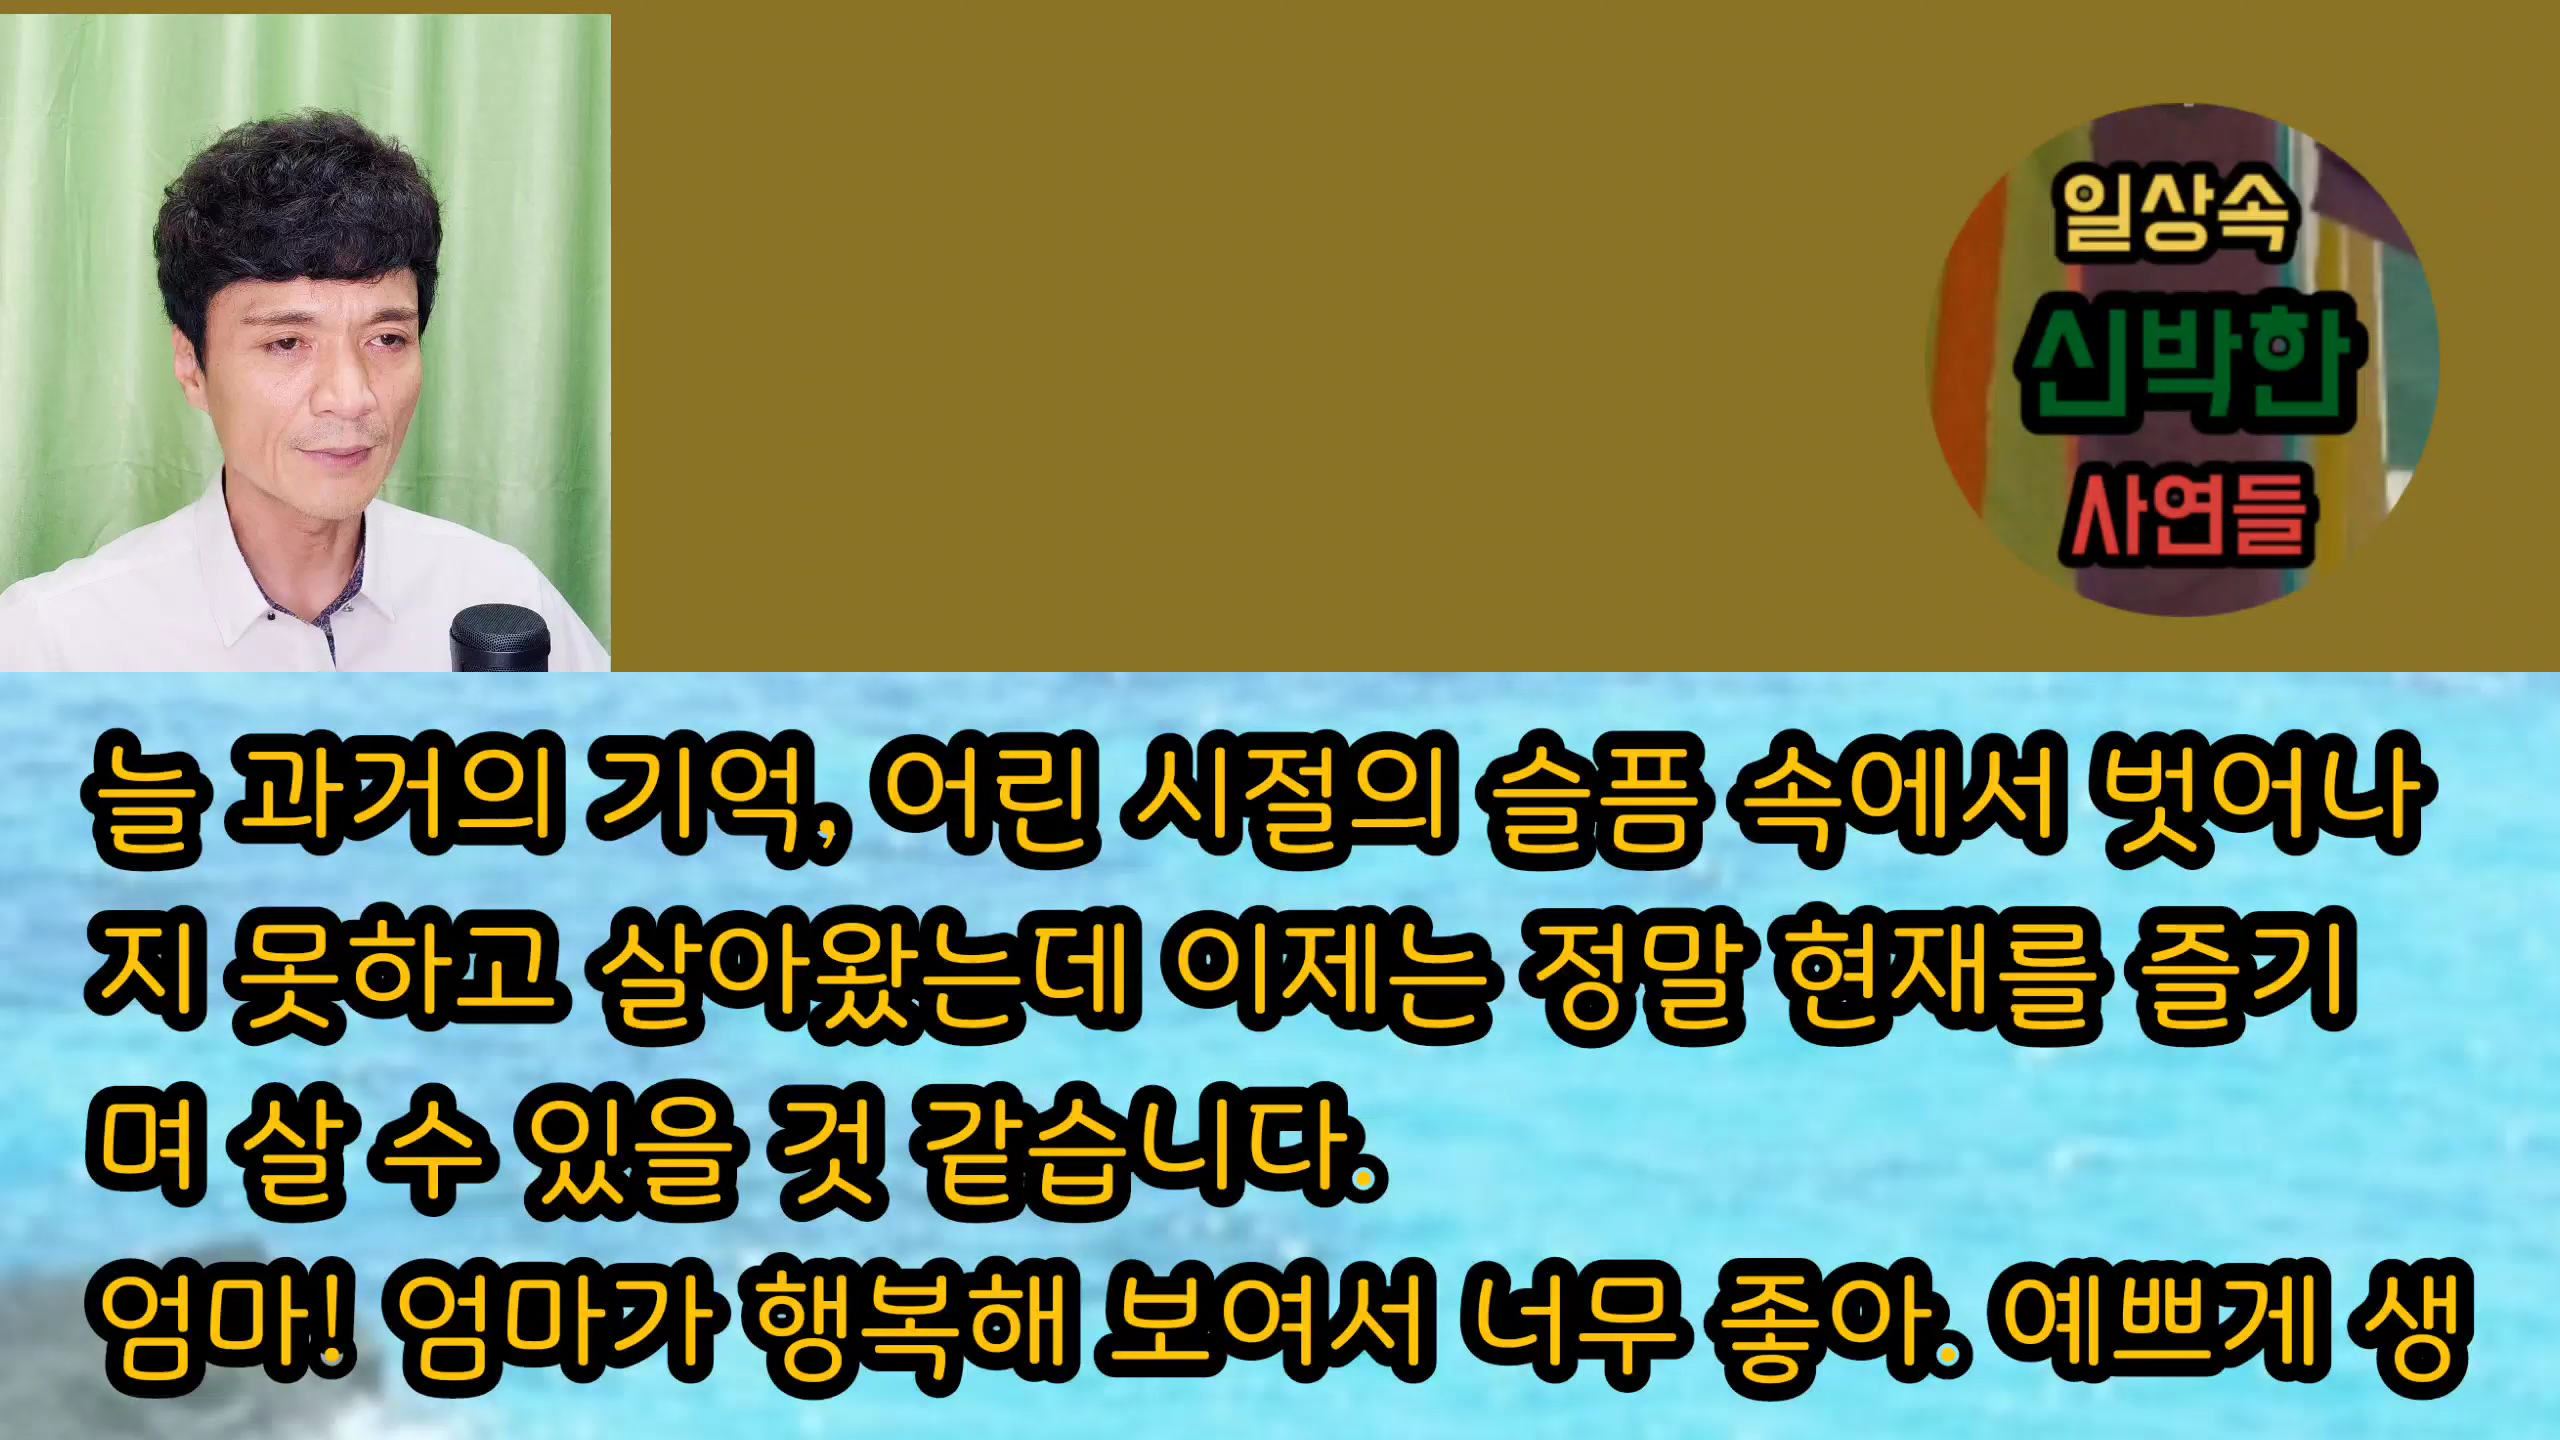 일상속
신박한
사연들
늘 과거의 기억, 어린 시절의 슬픔 속에서 벗어나
지 못하고 살아왔는데 이제는 정말 현재를 즐기
며 살 수 있을 것 같습니다.
엄마! 엄마가 행복해 보여서 너무 좋아. 예쁘게 생